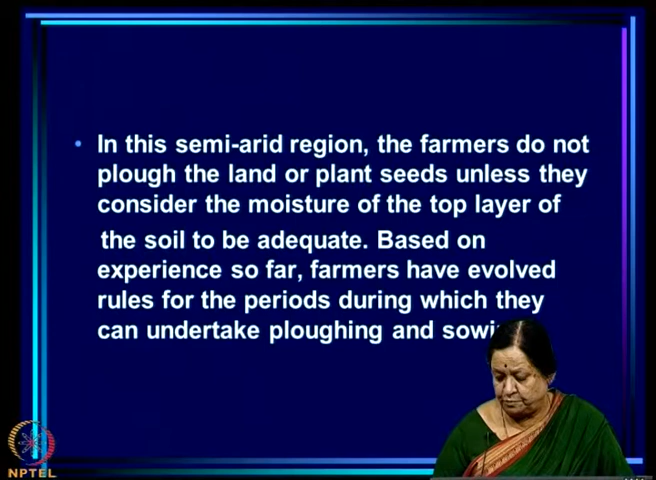 • In this semi-arid region, the farmers do not
plough the land or plant seeds unless they
consider the moisture of the top layer of
the soil to be adequate. Based on
experience so far, farmers have evolved
rules for the periods during which they
can undertake ploughing and
NPTEL